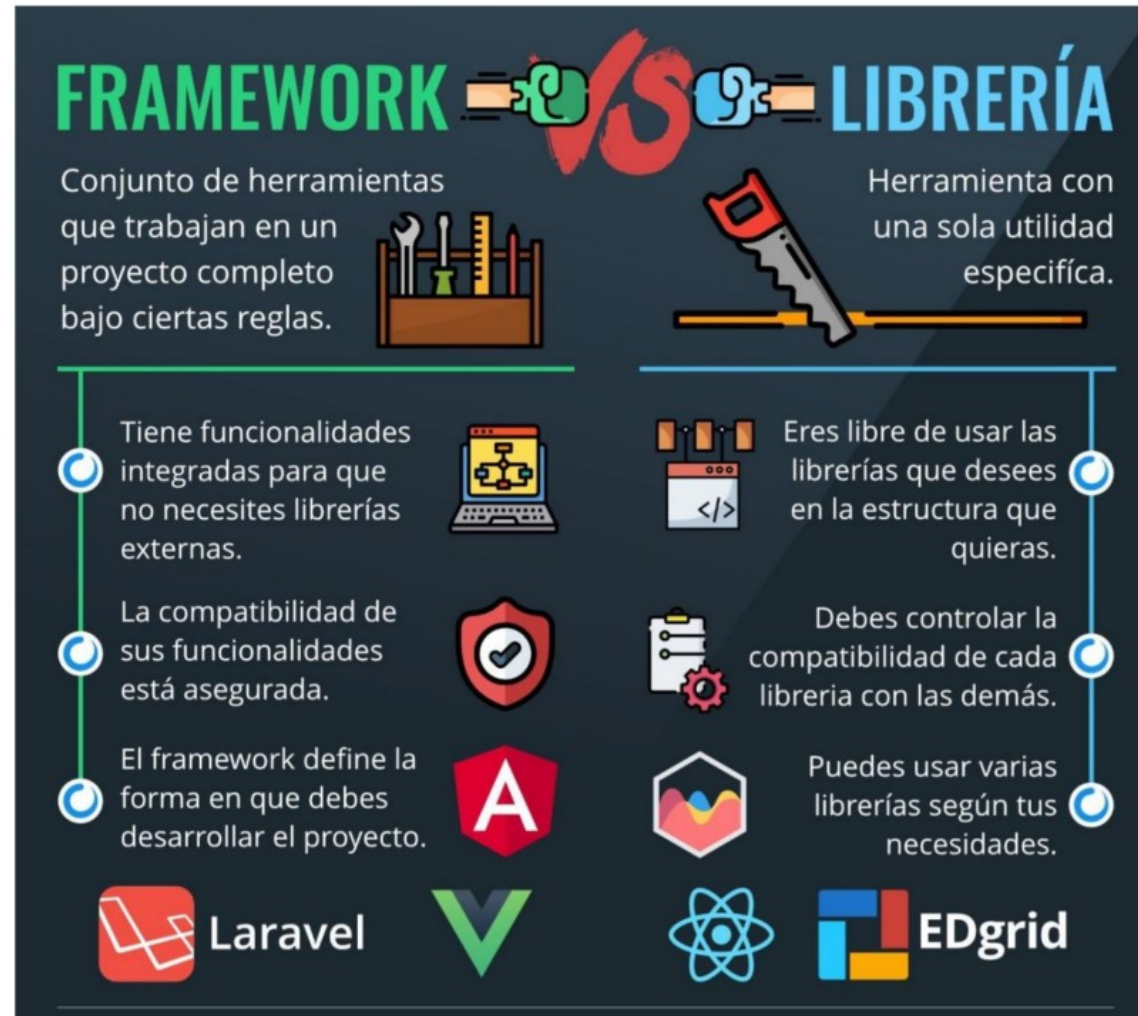 FRAMEWORK VS LIBRERÍA
Conjunto de herramientas
que trabajan en un
proyecto completo
bajo ciertas reglas.
Herramienta con
una sola utilidad
especifíca.
Tiene funcionalidades
integradas para que
no necesites librerías
externas.
Eres libre de usar las
librerías que desees
en la estructura que
quieras.
</>
La compatibilidad de
sus funcionalidades
está asegurada.
Debes controlar la
compatibilidad de cada
libreria con las demás.
El framework define la
forma en que debes
desarrollar el proyecto.
A
Puedes usar varias
librerías según tus
necesidades.
Laravel
EDgrid